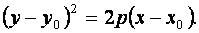 (y - y₀)² = 2p(x - x₀).